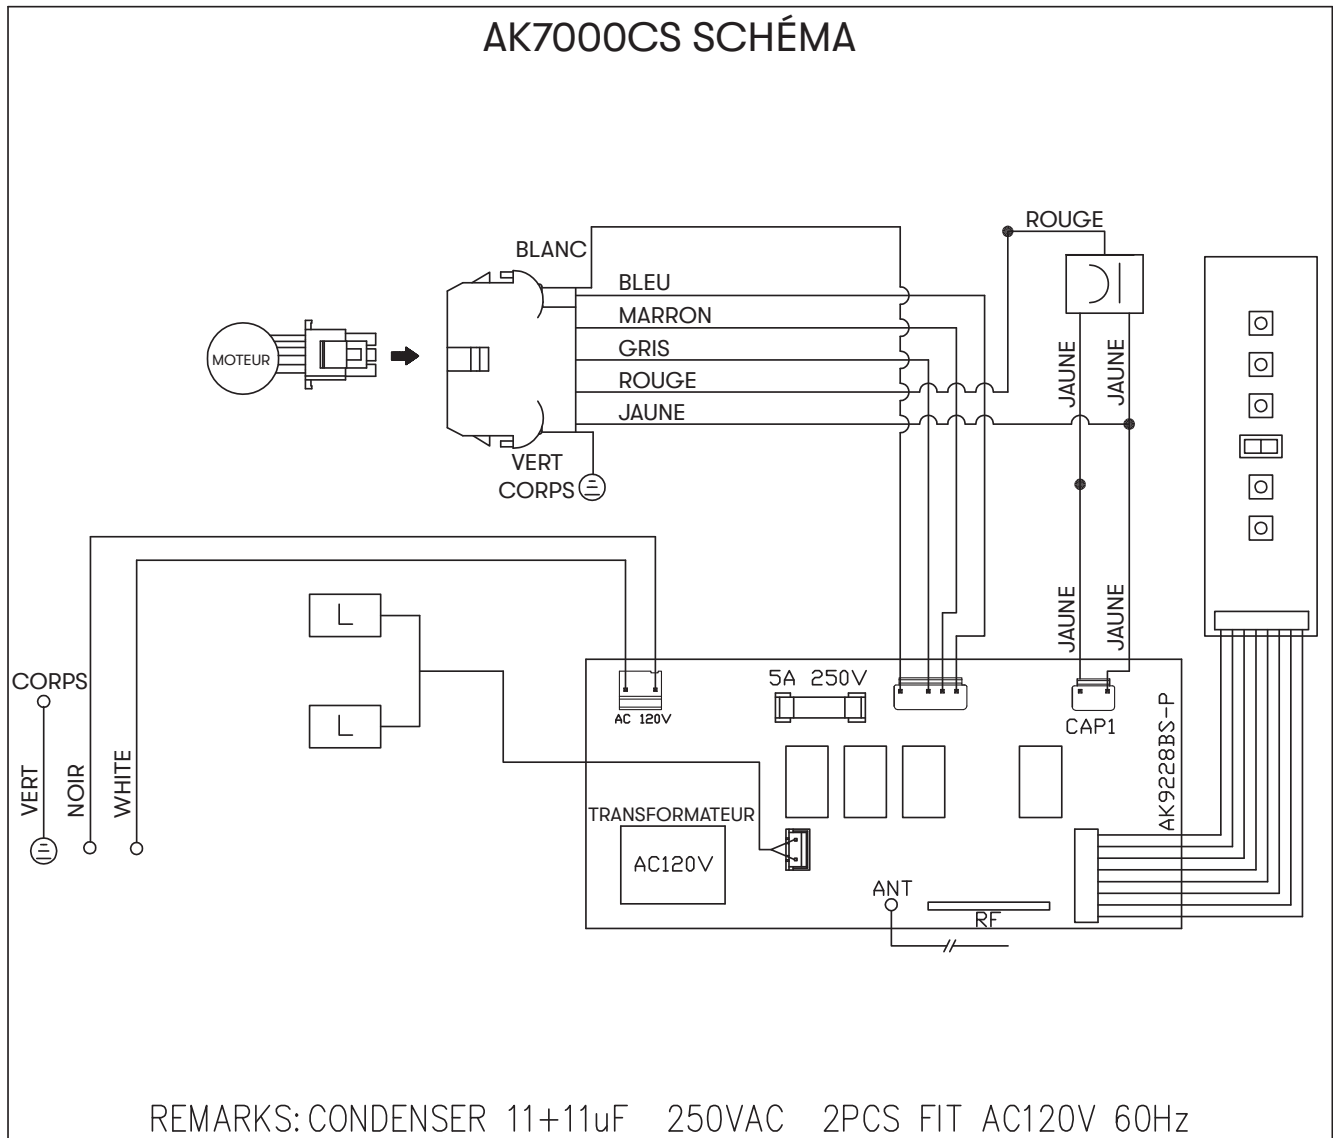 AK7000CS SCHÉMA
ROUGE
BLANC
BLEU
MARRON
GRIS
ROUGE
JAUNE
MOTEUR
JAUNE
JAUNE
VERT
CORPS
L
L
JAUNE
JAUNE
CORPS
VERT
NOIR
WHITE
AC 120V
5A 250V
CAP1
AK9228BS-P
TRANSFORMATEUR
AC120V
ANT
RF
REMARKS: CONDENSER 11+11uF 250VAC 2PCS FIT AC120V 60Hz